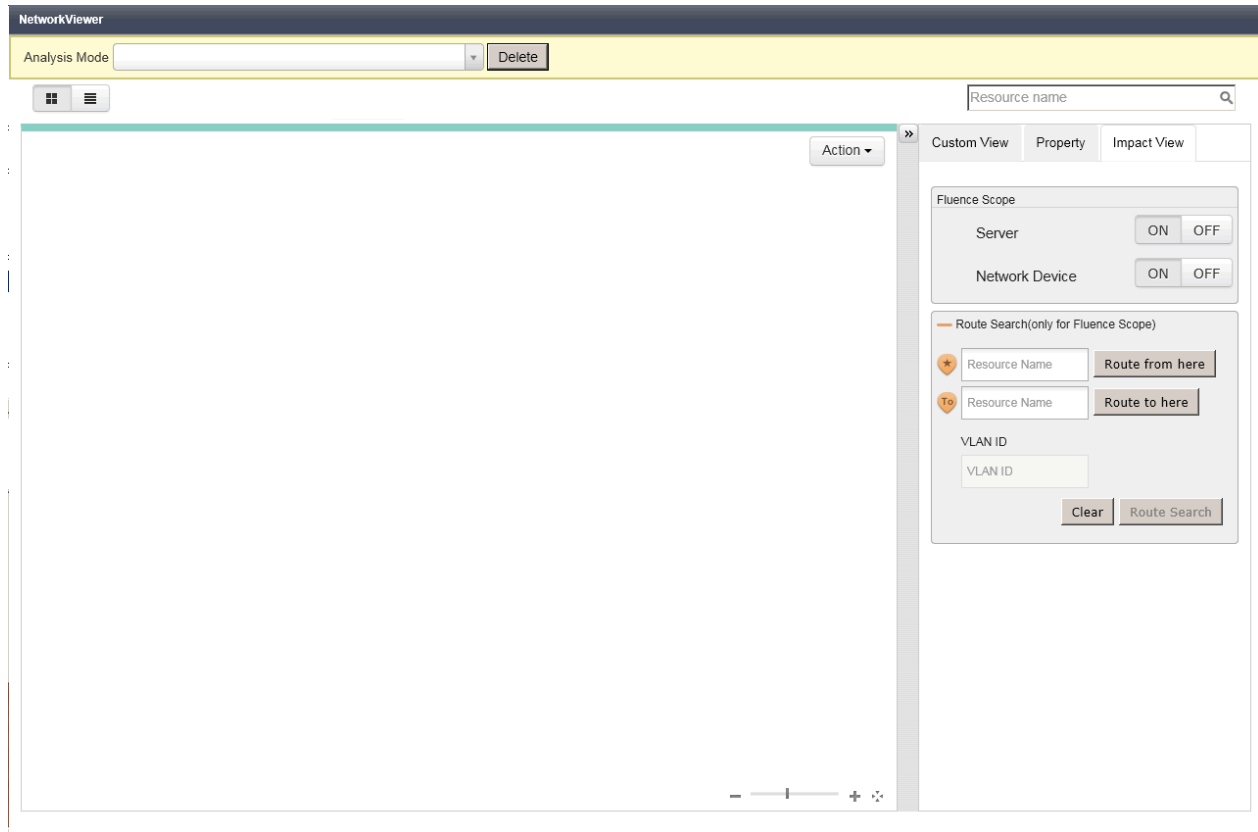 NetworkViewer
Analysis Mode Delete
Resource name
Action
Custom View Property Impact View
Fluence Scope
Server ON OFF
Network Device ON OFF
Route Search(only for Fluence Scope)
Resource Name Route from here
To Resource Name Route to here
VLAN ID
VLAN ID
Clear Route Search